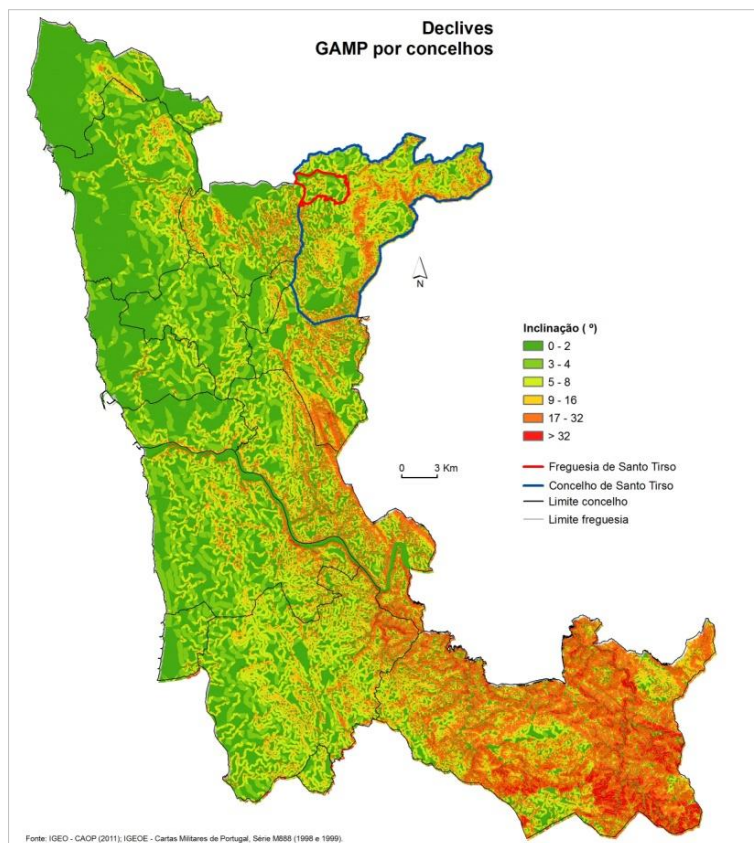 Declives
GAMP por concelhos
N
Inclinação ( º)
0 - 2
3 - 4
5 - 8
9 - 16
17 - 32
> 32
0 3 Km
Freguesia de Santo Tirso
Concelho de Santo Tirso
Limite concelho
Limite freguesia
Fonte: IGEO - CAOP (2011); IGEOE - Cartas Militares de Portugal, Série M888 (1998 e 1999).